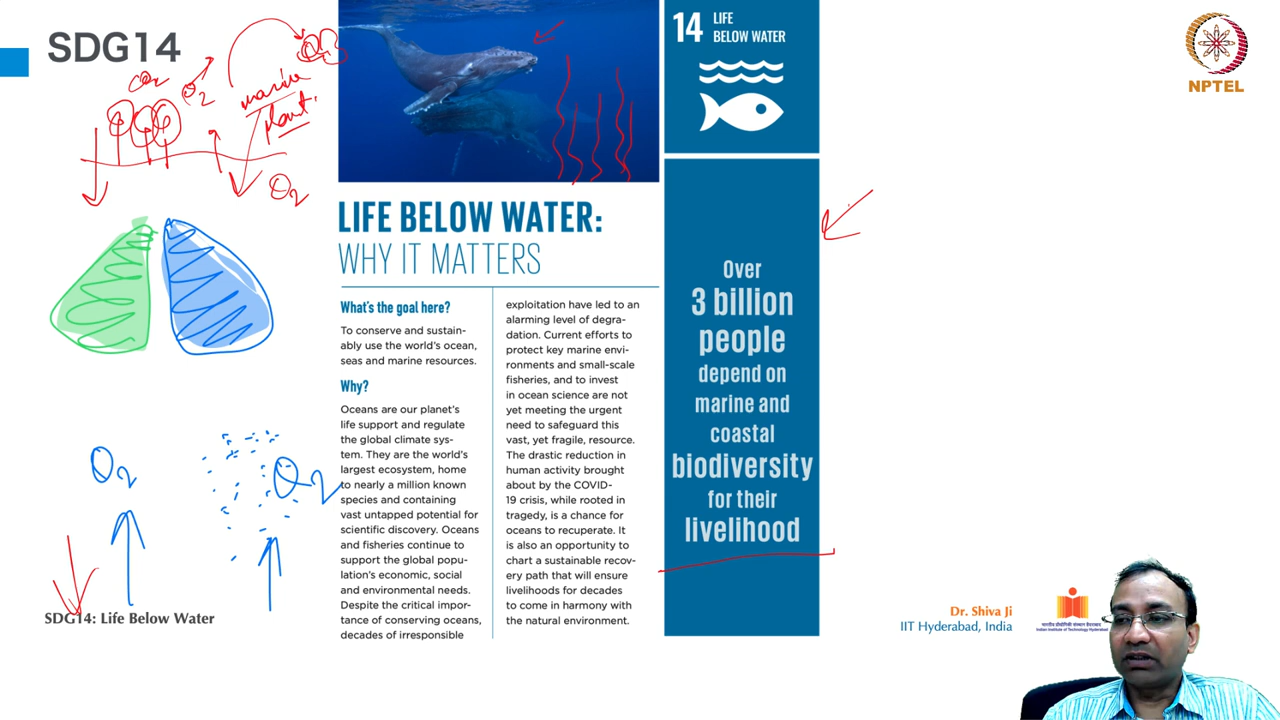 SDG14
CO2
O2
marine
plant.
O2
O2
O2
LIFE BELOW WATER:
WHY IT MATTERS
What's the goal here?
To conserve and sustain-
ably use the world's ocean,
seas and marine resources.
Why?
Oceans are our planet's
life support and regulate
the global climate sys-
tem. They are the world's
largest ecosystem, home
to nearly a million known
species and containing
vast untapped potential for
scientific discovery. Oceans
and fisheries continue to
support the global popu-
lation's economic, social
and environmental needs.
Despite the critical impor-
tance of conserving oceans,
decades of irresponsible
exploitation have led to an
alarming level of degra-
dation. Current efforts to
protect key marine envi-
ronments and small-scale
fisheries, and to invest
in ocean science are not
yet meeting the urgent
need to safeguard this
vast, yet fragile, resource.
The drastic reduction in
human activity brought
about by the COVID-
19 crisis, while rooted in
tragedy, is a chance for
oceans to recuperate. It
is also an opportunity to
chart a sustainable recov-
ery path that will ensure
livelihoods for decades
to come in harmony with
the natural environment.
14 LIFE
BELOW WATER
Over
3 billion
people
depend on
marine and
coastal
biodiversity
for their
livelihood
NPTEL
SDG14: Life Below Water
Dr. Shiva Ji
IIT Hyderabad, India
भारतीय प्रौद्योगिकी संस्थान हैदराबाद
Indian Institute of Technology Hyderabad